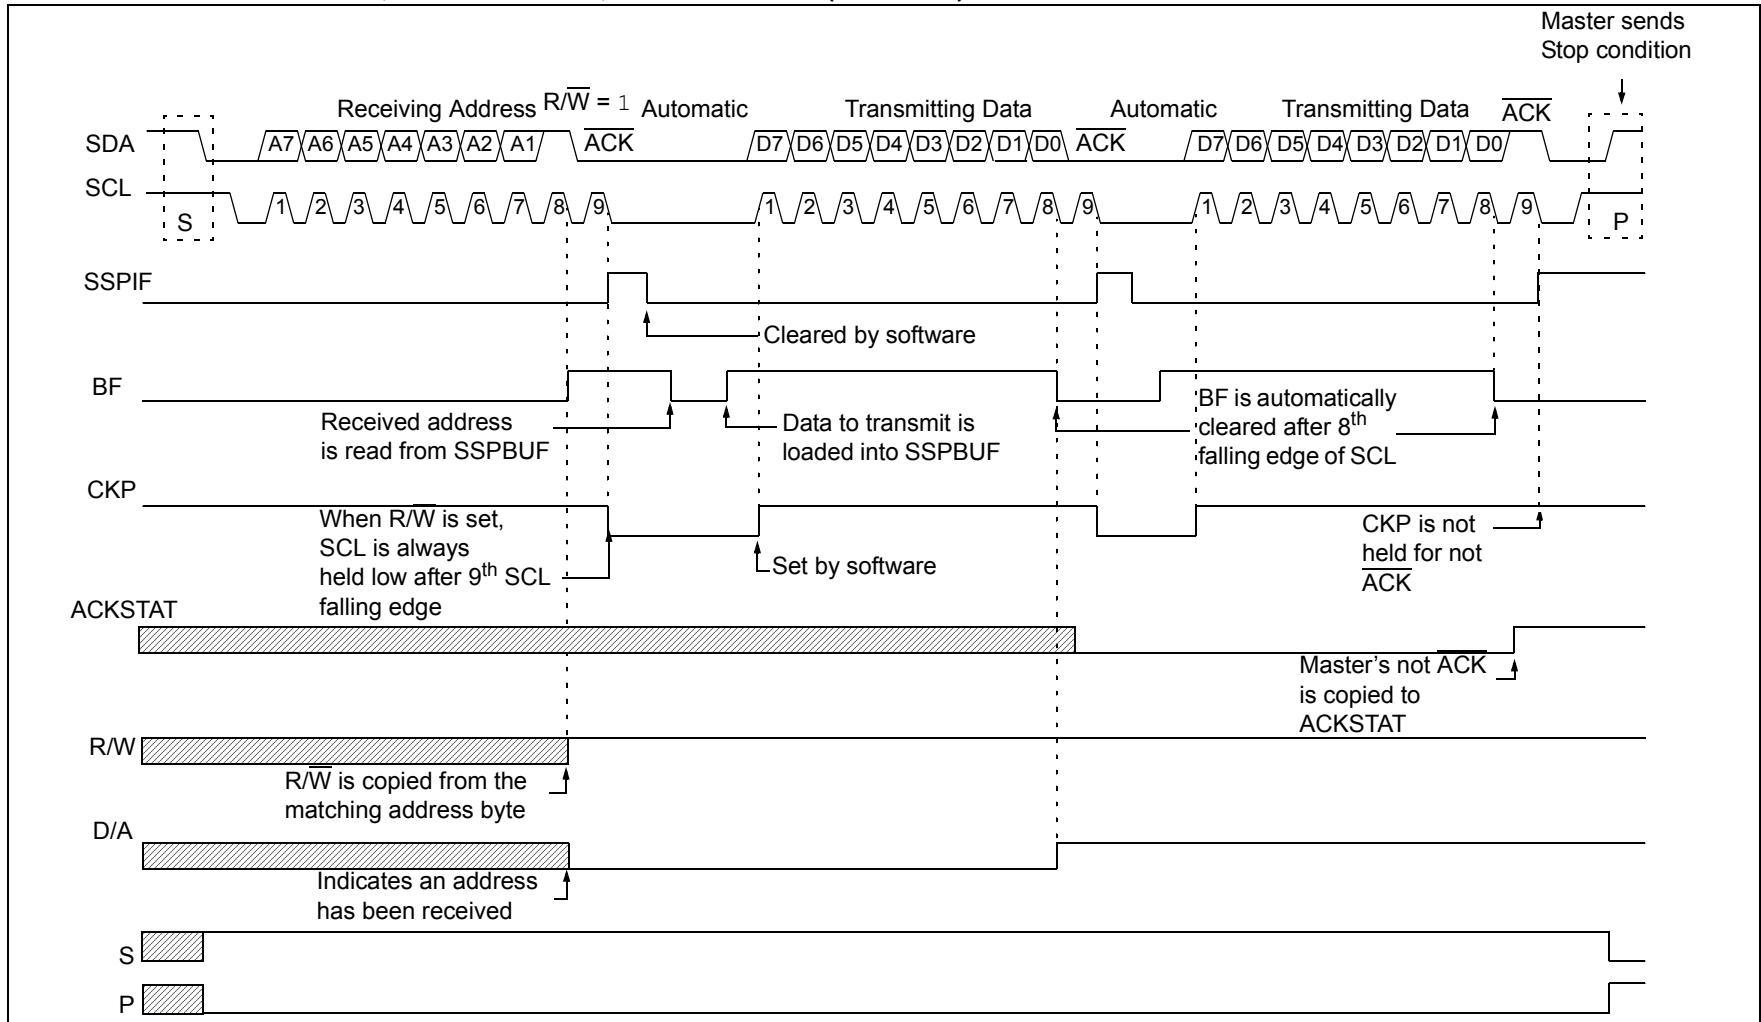 Master sends
Stop condition
Receiving Address R/W = 1 Automatic Transmitting Data Automatic Transmitting Data ACK
SDA A7 A6 A5 A4 A3 A2 A1 ACK D7 D6 D5 D4 D3 D2 D1 D0 ACK D7 D6 D5 D4 D3 D2 D1 D0
SCL 1 2 3 4 5 6 7 8 9 1 2 3 4 5 6 7 8 9 1 2 3 4 5 6 7 8 9
S P
SSPIF
Cleared by software
BF
Received address
is read from SSPBUF
Data to transmit is
loaded into SSPBUF
BF is automatically
cleared after 8th
falling edge of SCL
CKP
When R/W is set,
SCL is always
held low after 9th SCL
falling edge
Set by software
CKP is not
held for not
ACK
ACKSTAT
Master's not ACK
is copied to
ACKSTAT
R/W
R/W is copied from the
matching address byte
D/A
Indicates an address
has been received
S
P